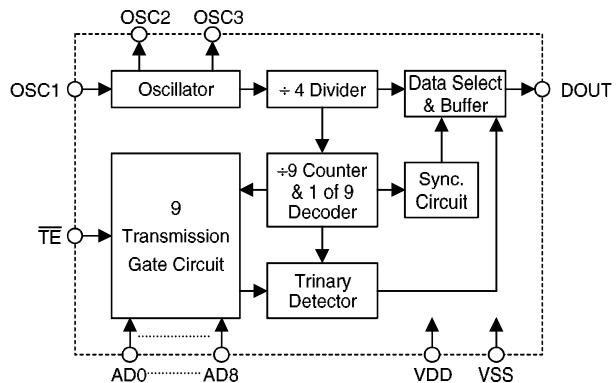 OSC2 OSC3
OSC1
Oscillator
÷ 4 Divider
Data Select
& Buffer
DOUT
÷9 Counter
& 1 of 9
Decoder
Sync.
Circuit
9
Transmission
Gate Circuit
T̅E̅
Trinary
Detector
AD0 AD8 VDD VSS